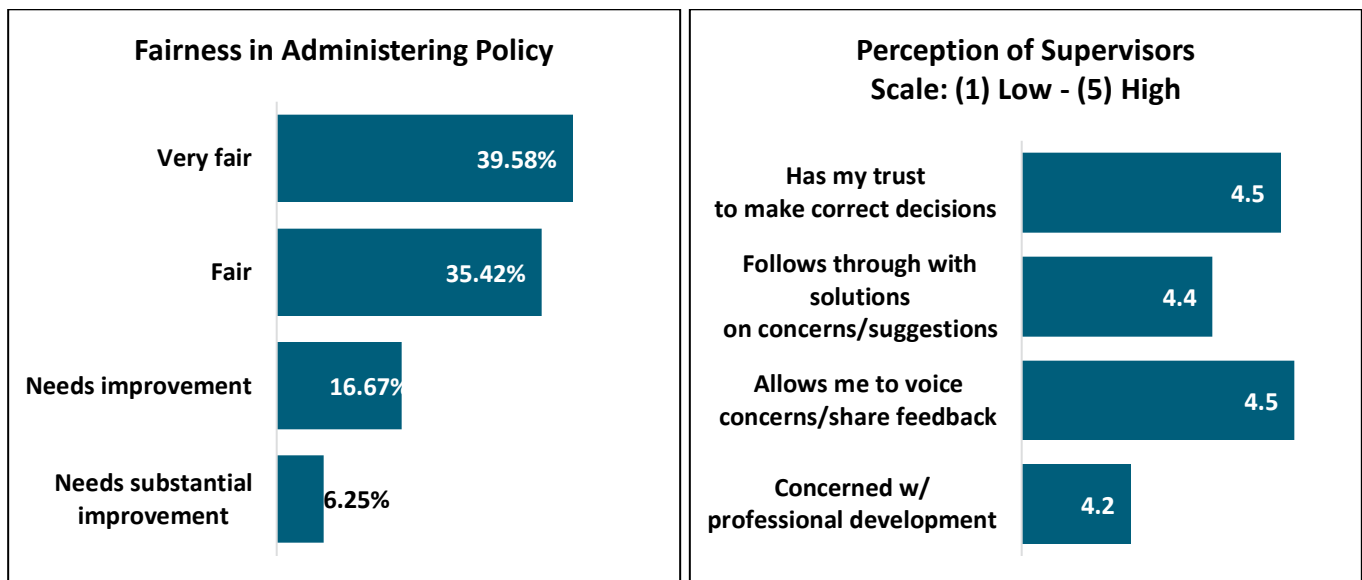 Fairness in Administering Policy
Very fair
39.58%
Fair
35.42%
Needs improvement
16.67%
Needs substantial
improvement
6.25%
Perception of Supervisors
Scale: (1) Low - (5) High
Has my trust
to make correct decisions
4.5
Follows through with
solutions
on concerns/suggestions
4.4
Allows me to voice
concerns/share feedback
4.5
Concerned w/
professional development
4.2